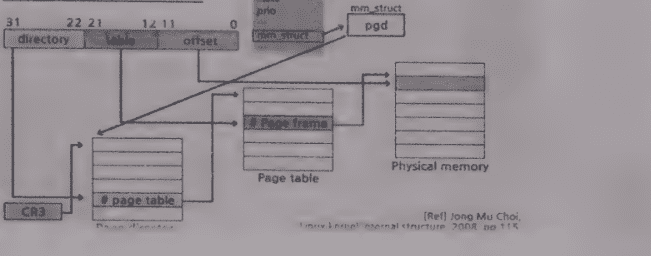 prio
mm_struct
mm_struct
pgd
31 22 21 12 11 0
directory table offset
# Page frame
Page table
Physical memory
# page table
CR3
[Ref] Jong Mu Choi,
structure, 2008, pp.115